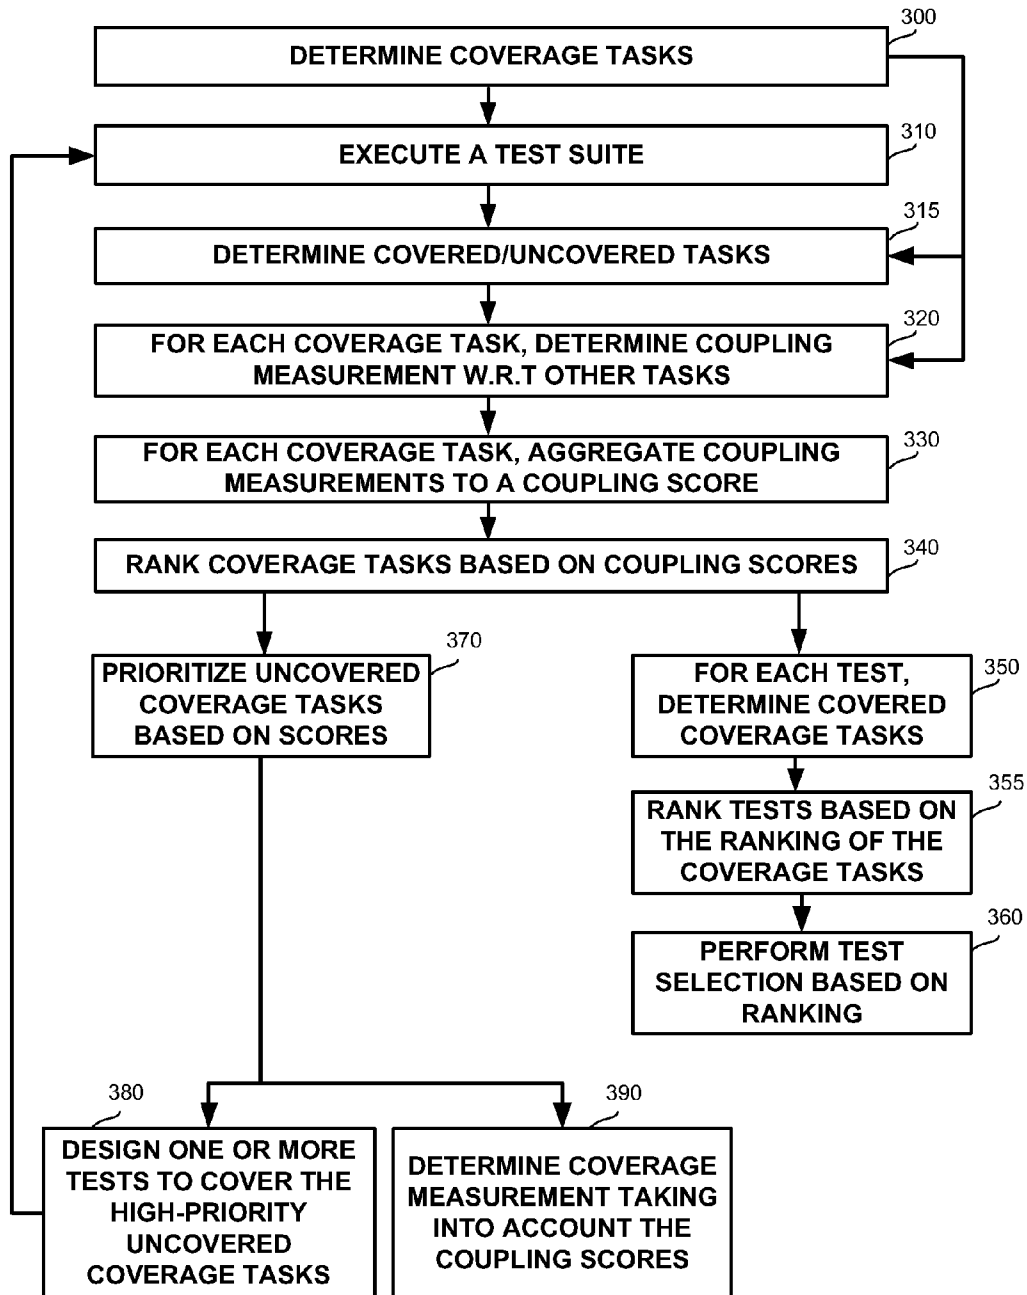 300
DETERMINE COVERAGE TASKS
310
EXECUTE A TEST SUITE
315
DETERMINE COVERED/UNCOVERED TASKS
320
FOR EACH COVERAGE TASK, DETERMINE COUPLING
MEASUREMENT W.R.T OTHER TASKS
330
FOR EACH COVERAGE TASK, AGGREGATE COUPLING
MEASUREMENTS TO A COUPLING SCORE
340
RANK COVERAGE TASKS BASED ON COUPLING SCORES
370
PRIORITIZE UNCOVERED
COVERAGE TASKS
BASED ON SCORES
350
FOR EACH TEST,
DETERMINE COVERED
COVERAGE TASKS
355
RANK TESTS BASED ON
THE RANKING OF THE
COVERAGE TASKS
360
PERFORM TEST
SELECTION BASED ON
RANKING
380
DESIGN ONE OR MORE
TESTS TO COVER THE
HIGH-PRIORITY
UNCOVERED
COVERAGE TASKS
390
DETERMINE COVERAGE
MEASUREMENT TAKING
INTO ACCOUNT THE
COUPLING SCORES